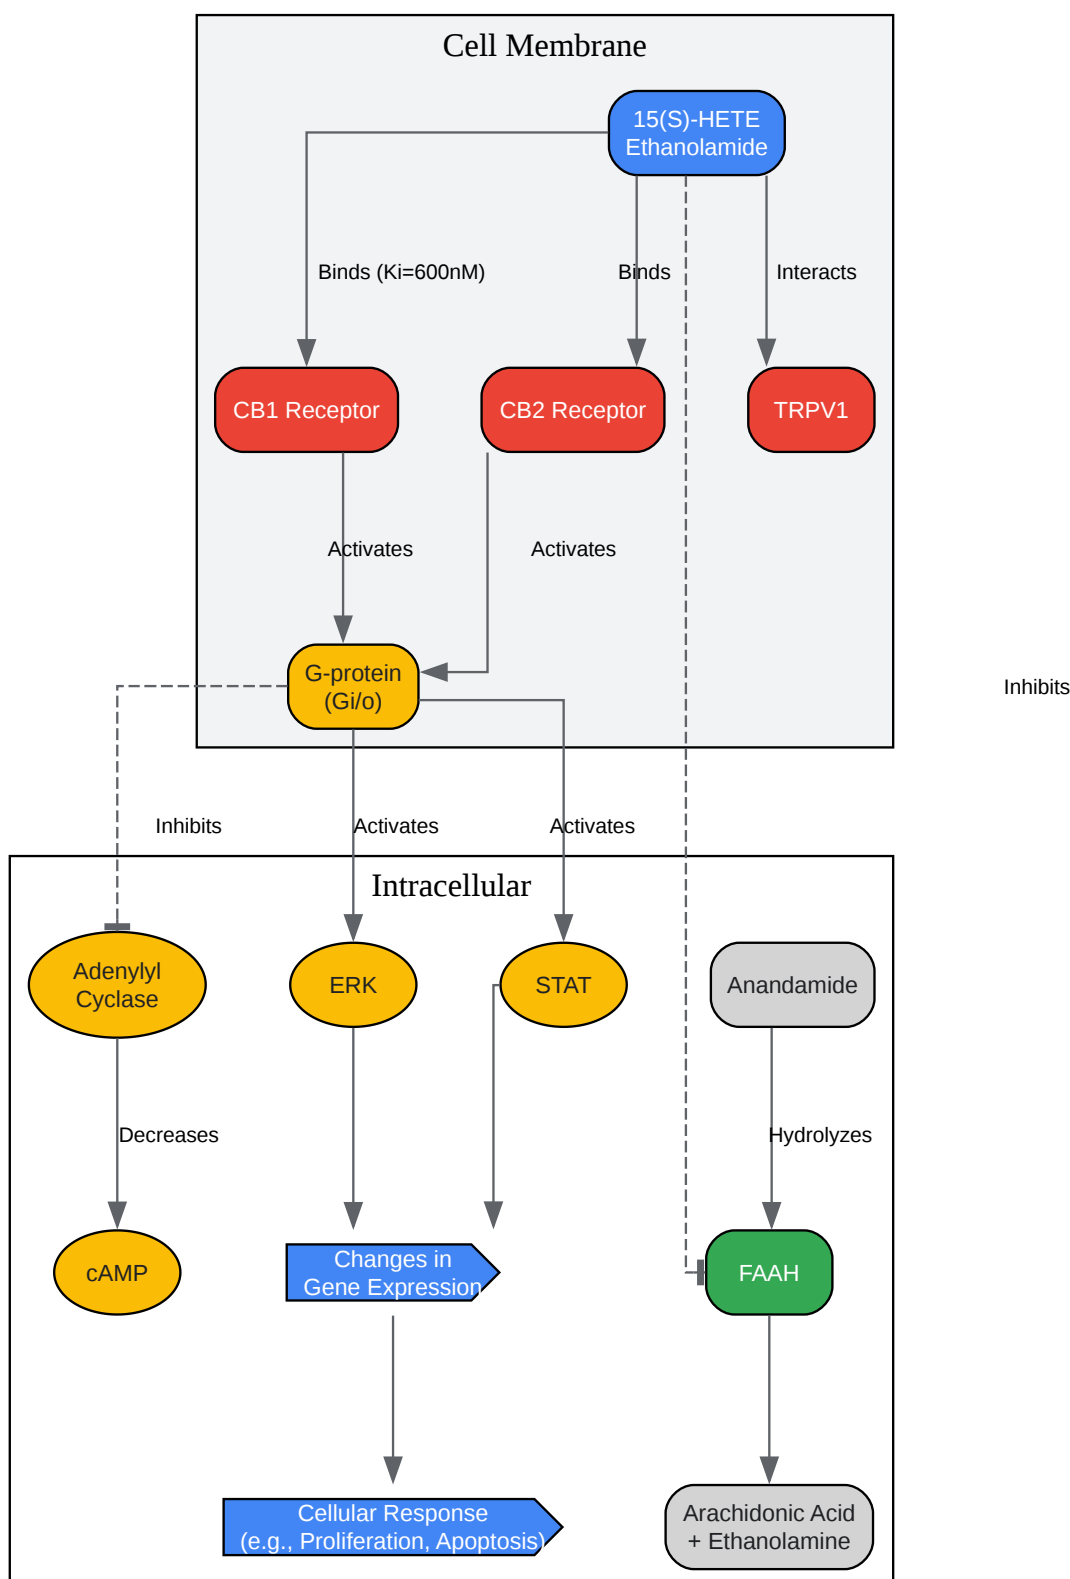 Cell Membrane
15(S)-HETE
Ethanolamide
Binds (Ki=600nM)
Binds
Interacts
CB1 Receptor
CB2 Receptor
TRPV1
Activates
Activates
G-protein
(Gi/o)
Inhibits
Inhibits
Activates
Activates
Intracellular
Adenylyl
Cyclase
ERK
STAT
Anandamide
Decreases
Hydrolyzes
cAMP
Changes in
Gene Expression
FAAH
Cellular Response
(e.g., Proliferation, Apoptosis)
Arachidonic Acid
+ Ethanolamine